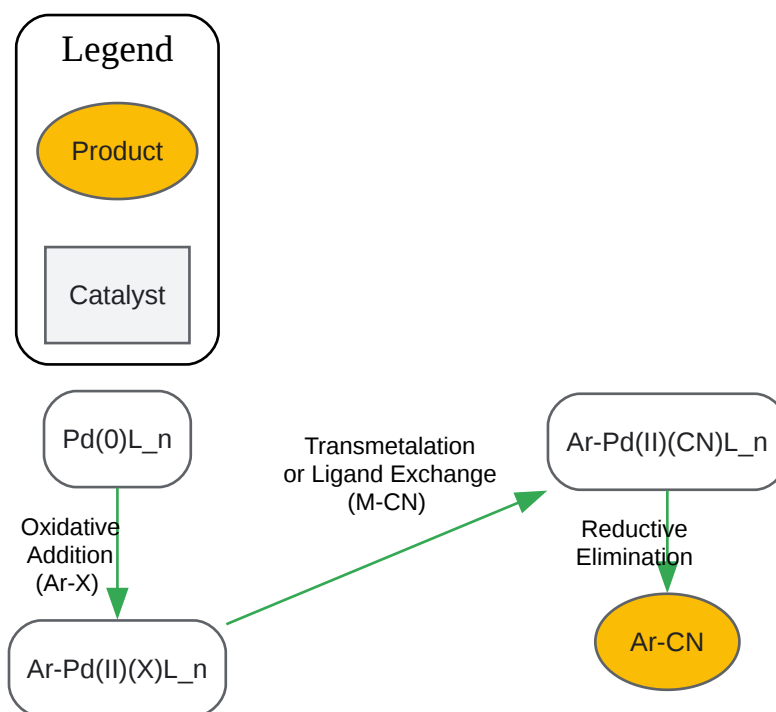 Legend
Product
Catalyst
Pd(0)L_n
Oxidative
Addition
(Ar-X)
Ar-Pd(II)(X)L_n
Transmetalation
or Ligand Exchange
(M-CN)
Ar-Pd(II)(CN)L_n
Reductive
Elimination
Ar-CN